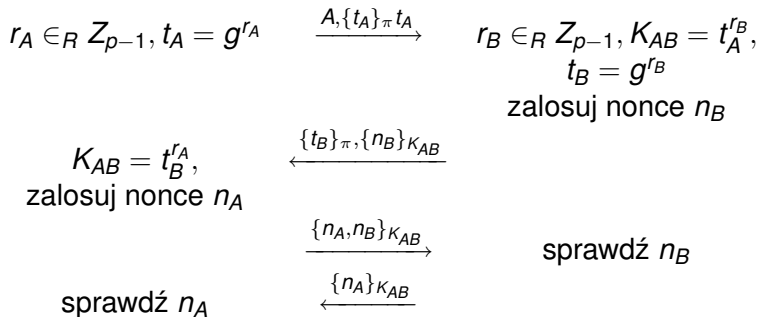 r_A ∈_R Z_{p−1}, t_A = g^{r_A} A,{t_A}_π t_A r_B ∈_R Z_{p−1}, K_{AB} = t_A^{r_B},
t_B = g^{r_B}
zalosuj nonce n_B
K_{AB} = t_B^{r_A}, {t_B}_π,{n_B}_{K_{AB}}
zalosuj nonce n_A
{n_A,n_B}_{K_{AB}} sprawdź n_B
sprawdź n_A {n_A}_{K_{AB}}